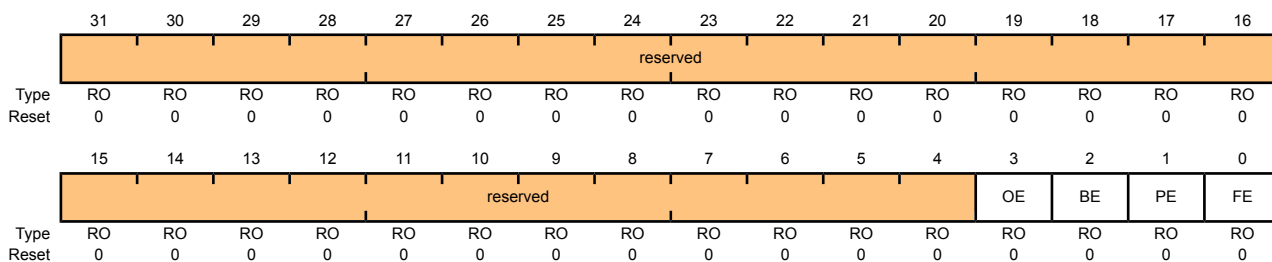 31 30 29 28 27 26 25 24 23 22 21 20 19 18 17 16
reserved
Type RO RO RO RO RO RO RO RO RO RO RO RO RO RO RO RO
Reset 0 0 0 0 0 0 0 0 0 0 0 0 0 0 0 0
15 14 13 12 11 10 9 8 7 6 5 4 3 2 1 0
reserved OE BE PE FE
Type RO RO RO RO RO RO RO RO RO RO RO RO RO RO RO RO
Reset 0 0 0 0 0 0 0 0 0 0 0 0 0 0 0 0